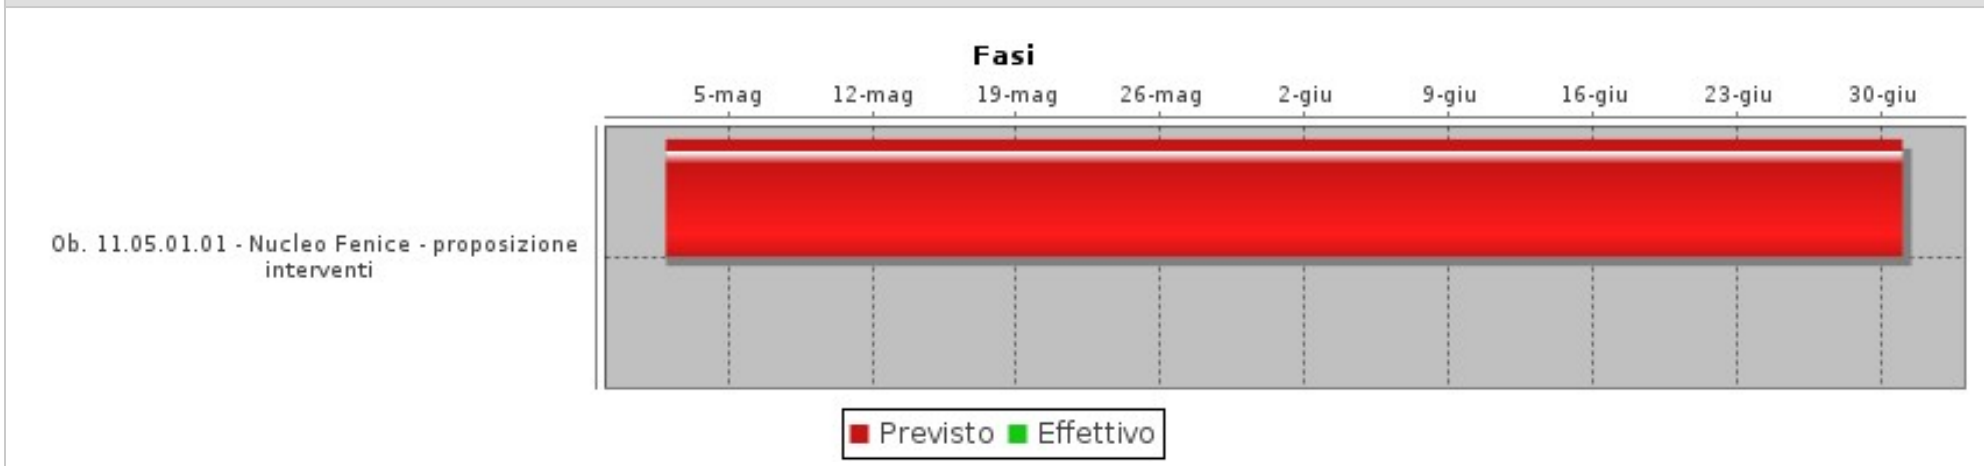 Fasi
5-mag 12-mag 19-mag 26-mag 2-giu 9-giu 16-giu 23-giu 30-giu
Ob. 11.05.01.01 - Nucleo Fenice - proposizione
interventi
Previsto Effettivo